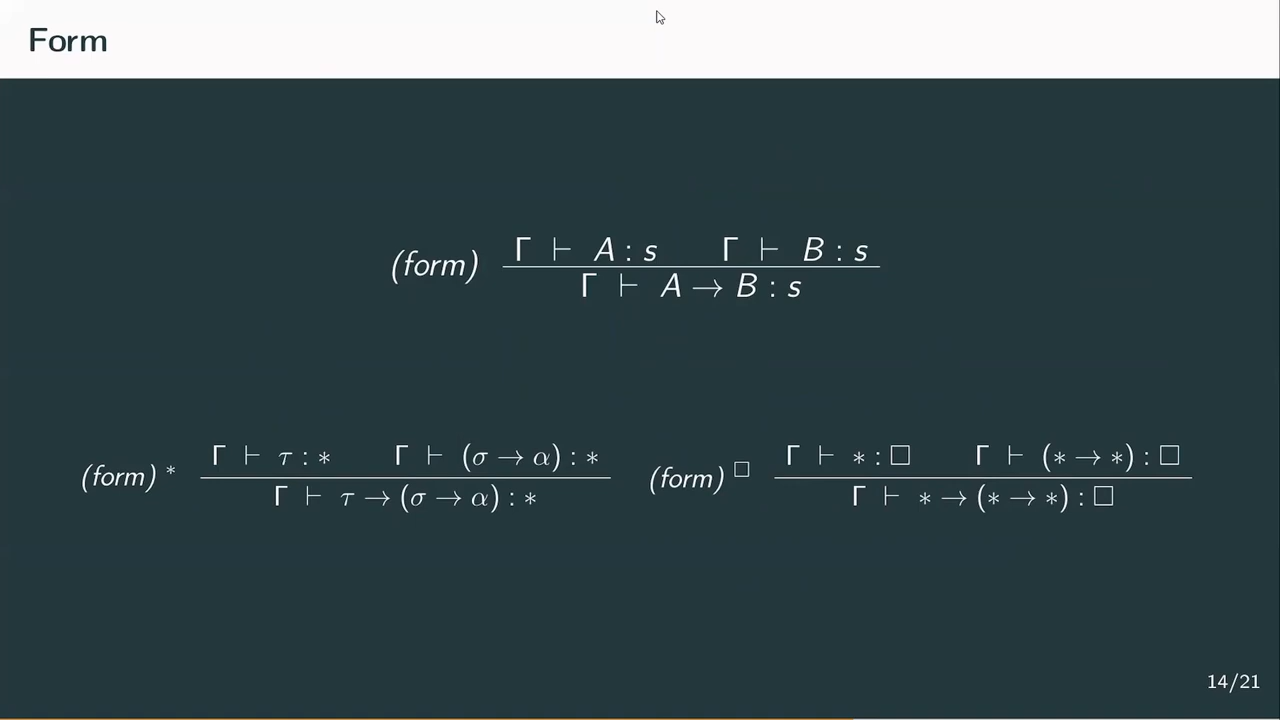 Form
(form) Γ ⊢ A : s Γ ⊢ B : s
Γ ⊢ A → B : s
(form) * Γ ⊢ τ : * Γ ⊢ (σ → α) : *
Γ ⊢ τ → (σ → α) : *
(form) □ Γ ⊢ * : □ Γ ⊢ (* → *) : □
Γ ⊢ * → (* → *) : □
14/21